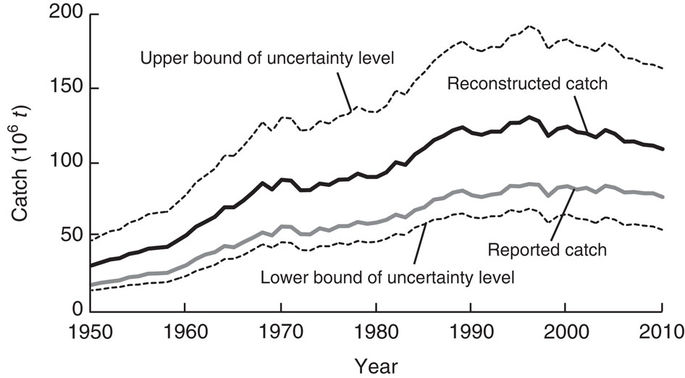 200
Upper bound of uncertainty level
150
Reconstructed catch
Catch (10⁶ t)
100
50
Reported catch
Lower bound of uncertainty level
0
1950 1960 1970 1980 1990 2000 2010
Year